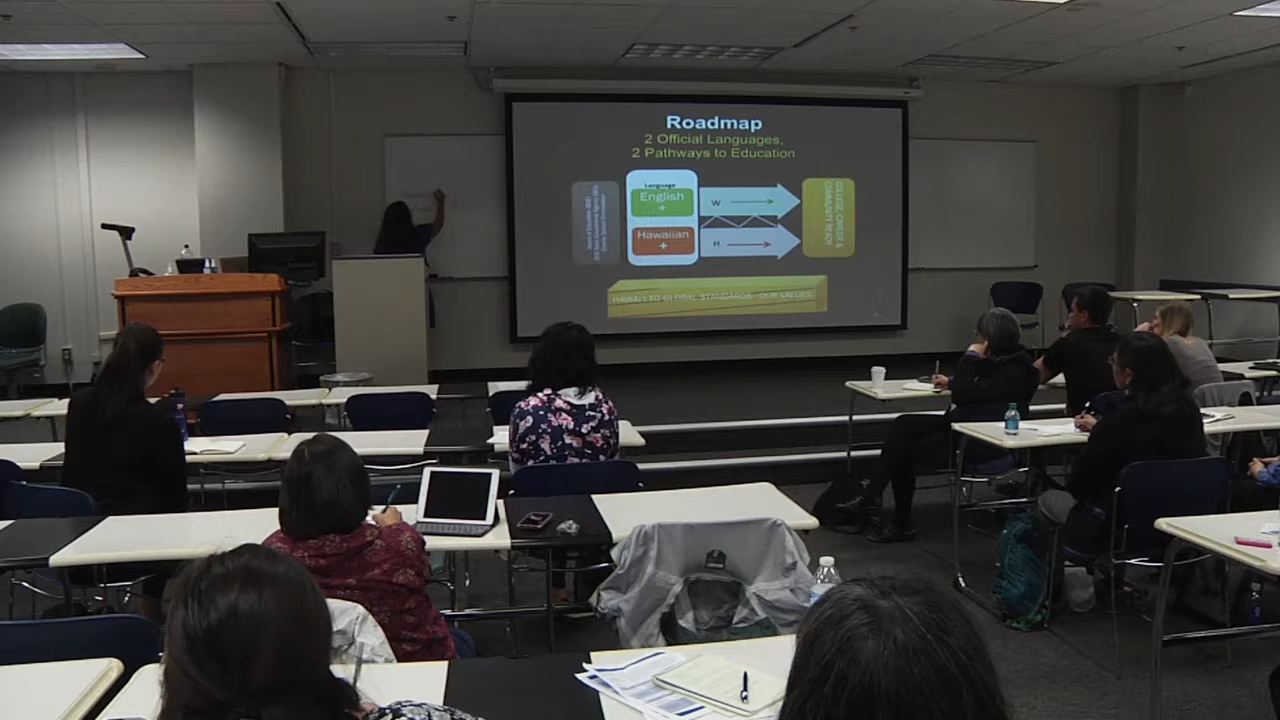 Roadmap
2 Official Languages,
2 Pathways to Education
Language
English
+
Hawaiian
+
W
H
COLLEGE, CAREER &
COMMUNITY READY
HAWAI'I TO GLOBAL STANDARDS - OUR VALUES